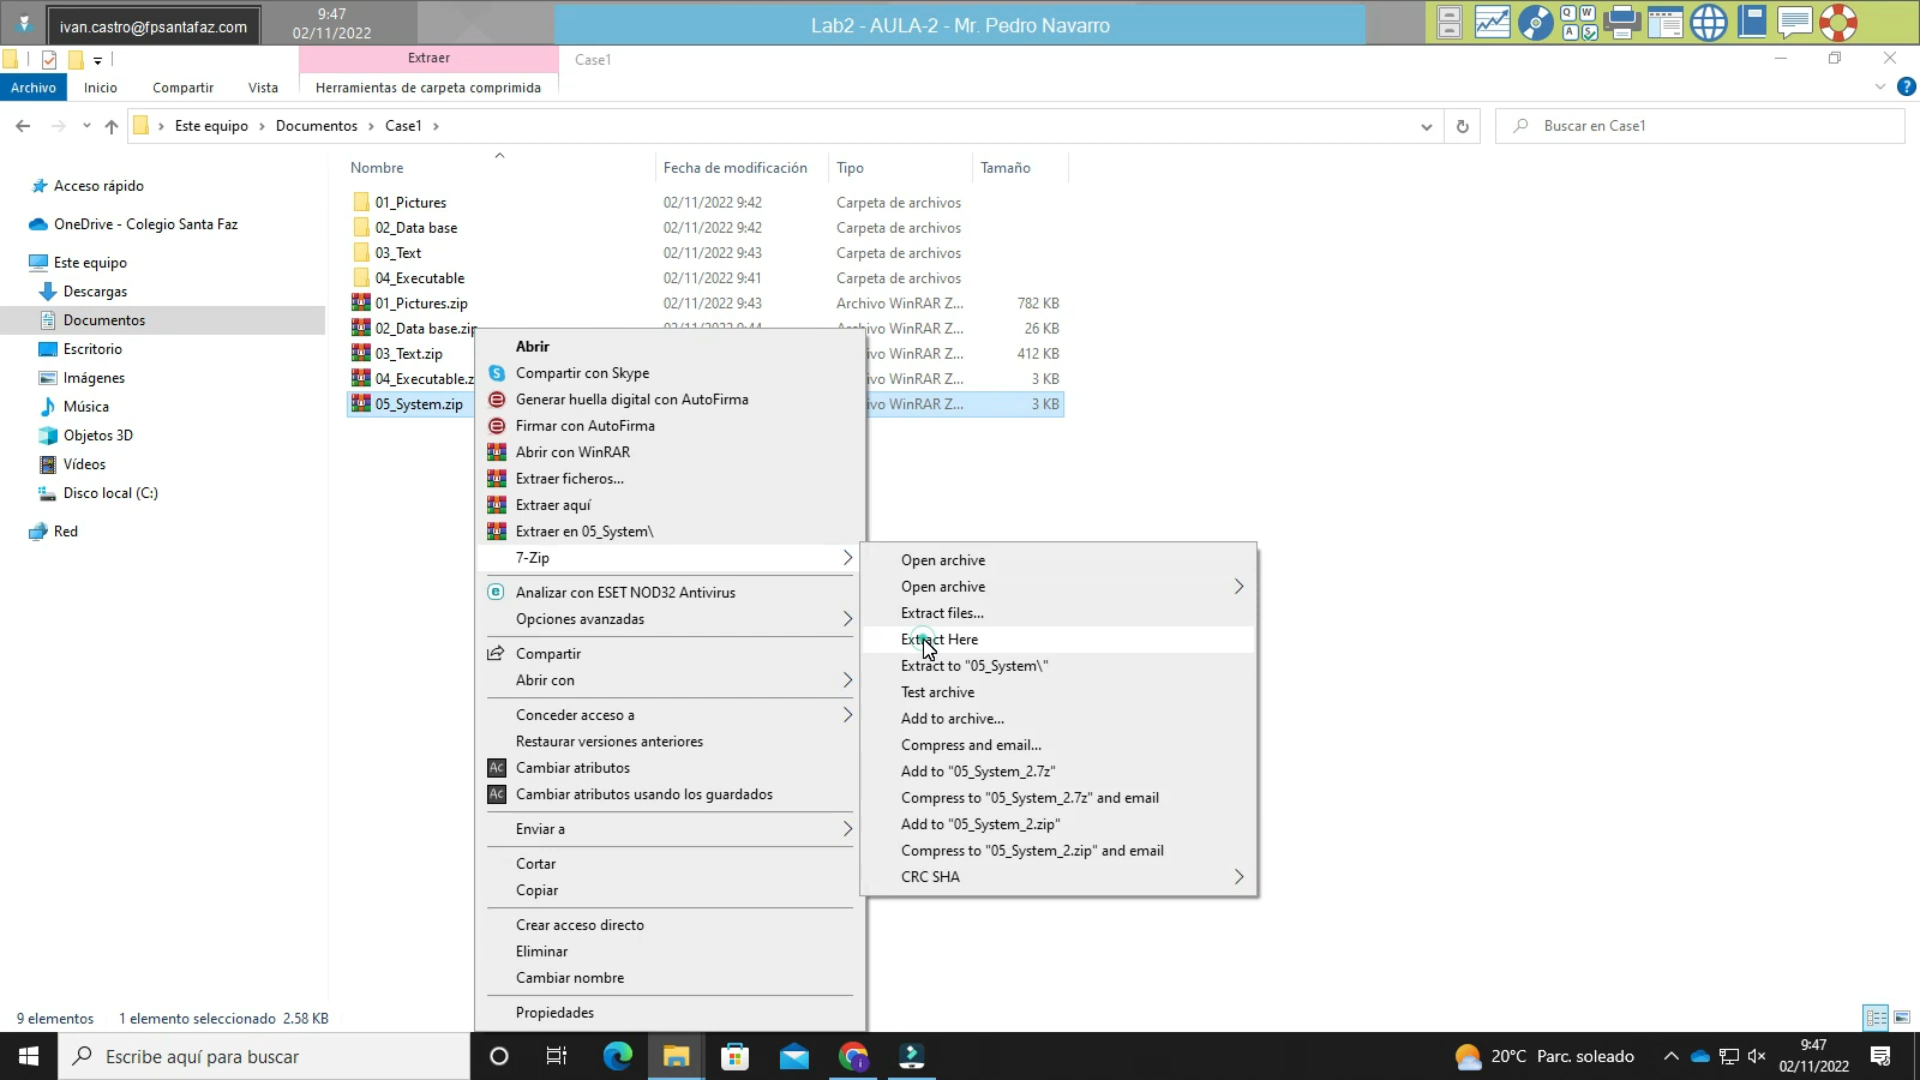 ivan.castro@fpsantafaz.com
9:47
02/11/2022
Lab2 - AULA-2 - Mr. Pedro Navarro
Extraer
Case1
Archivo
Inicio
Compartir
Vista
Herramientas de carpeta comprimida
Este equipo
Documentos
Case1
Buscar en Case1
Nombre
Fecha de modificación
Tipo
Tamaño
Acceso rápido
OneDrive - Colegio Santa Faz
Este equipo
Descargas
Documentos
Escritorio
Imágenes
Música
Objetos 3D
Vídeos
Disco local (C:)
Red
01_Pictures 02/11/2022 9:42 Carpeta de archivos
02_Data base 02/11/2022 9:42 Carpeta de archivos
03_Text 02/11/2022 9:43 Carpeta de archivos
04_Executable 02/11/2022 9:41 Carpeta de archivos
01_Pictures.zip 02/11/2022 9:43 Archivo WinRAR Z... 782 KB
02_Data base.zip 02/11/2022 9:44 Archivo WinRAR Z... 26 KB
03_Text.zip ivo WinRAR Z... 412 KB
04_Executable.z ivo WinRAR Z... 3 KB
05_System.zip ivo WinRAR Z... 3 KB
Abrir
Compartir con Skype
Generar huella digital con AutoFirma
Firmar con AutoFirma
Abrir con WinRAR
Extraer ficheros...
Extraer aquí
Extraer en 05_System\
7-Zip
Analizar con ESET NOD32 Antivirus
Opciones avanzadas
Compartir
Abrir con
Conceder acceso a
Restaurar versiones anteriores
Cambiar atributos
Cambiar atributos usando los guardados
Enviar a
Cortar
Copiar
Crear acceso directo
Eliminar
Cambiar nombre
Propiedades
Open archive
Open archive
Extract files...
Extract Here
Extract to "05_System\"
Test archive
Add to archive...
Compress and email...
Add to "05_System_2.7z"
Compress to "05_System_2.7z" and email
Add to "05_System_2.zip"
Compress to "05_System_2.zip" and email
CRC SHA
9 elementos
1 elemento seleccionado 2.58 KB
Escribe aquí para buscar
20°C Parc. soleado
9:47
02/11/2022